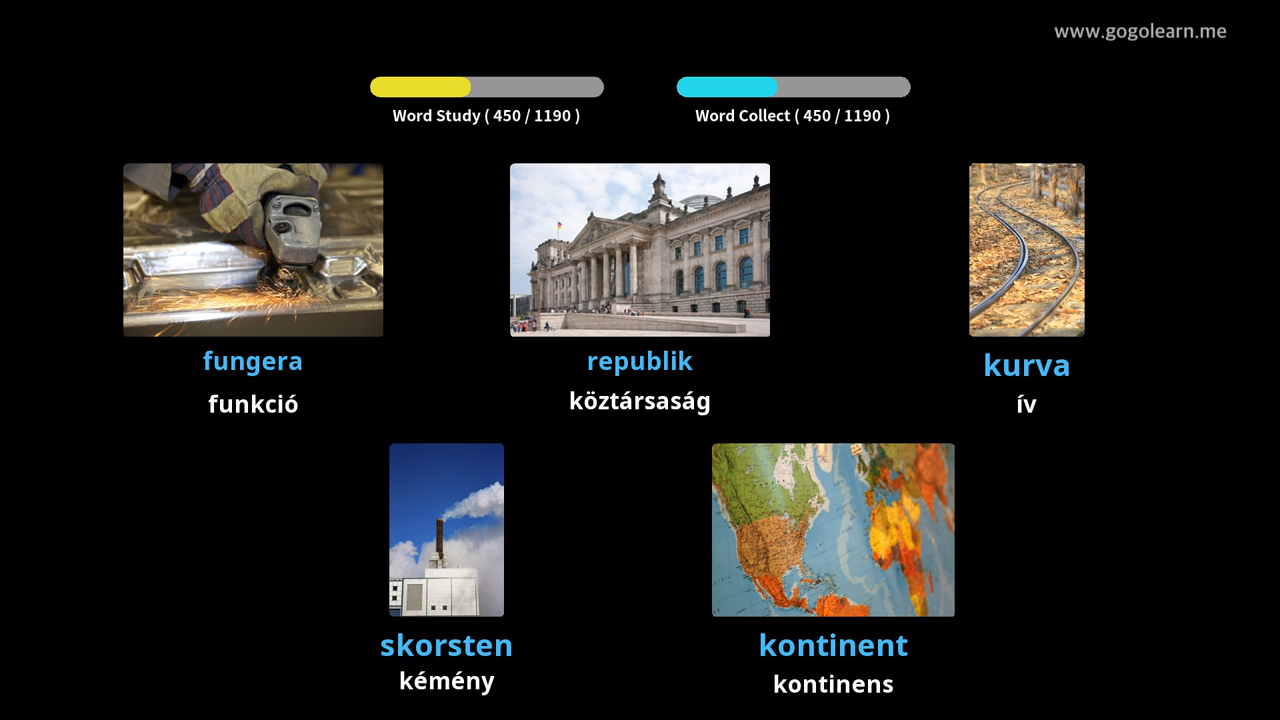 www.gogolearn.me
Word Study ( 450 / 1190 )
Word Collect ( 450 / 1190 )
fungera
funkció
republik
köztársaság
kurva
ív
skorsten
kémény
kontinent
kontinens